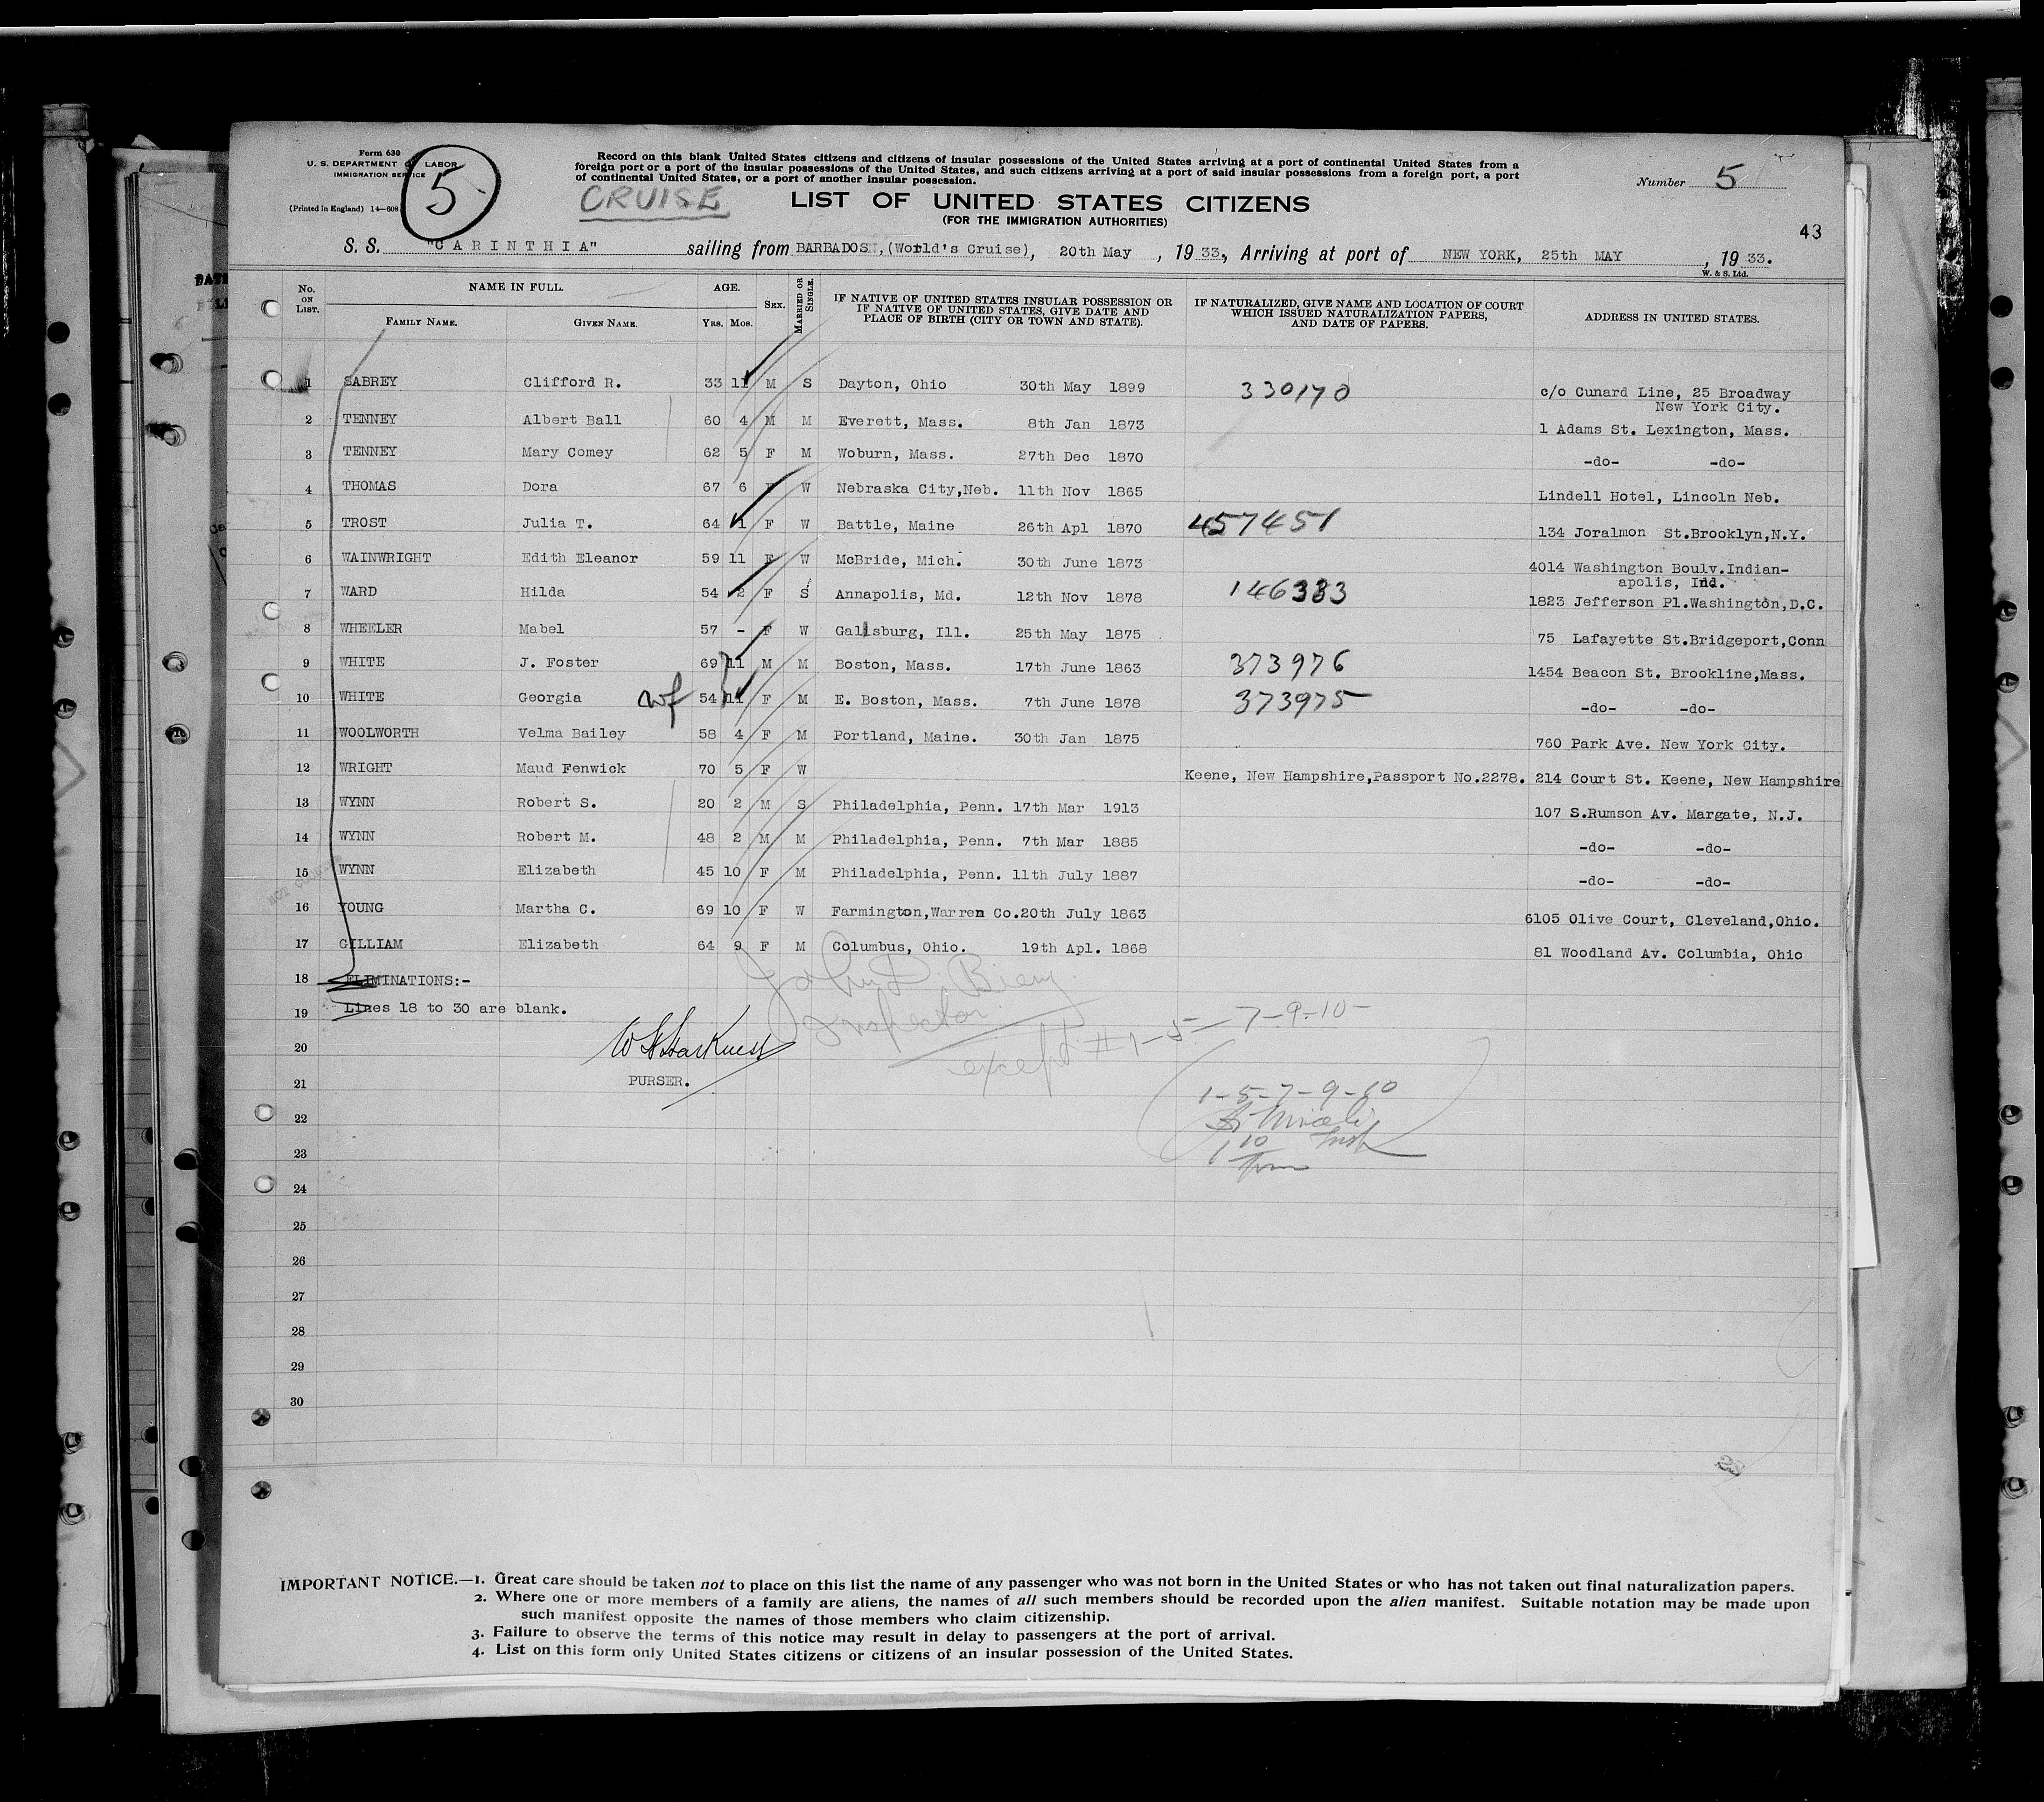 Form 630
U. S. DEPARTMENT OF LABOR
IMMIGRATION SERVICE
(Printed in England) 14—608
5
CRUISE
Record on this blank United States citizens and citizens of insular possessions of the United States arriving at a port of continental United States from a
foreign port or a port of the insular possessions of the United States, and such citizens arriving at a port of said insular possessions from a foreign port, a port
of continental United States, or a port of another insular possession.
Number 5
LIST OF UNITED STATES CITIZENS
(FOR THE IMMIGRATION AUTHORITIES)
43
S. S. "CARINTHIA" sailing from BARBADOS, (World's Cruise), 20th May, 1933, Arriving at port of NEW YORK, 25th MAY, 1933.
W. & S. Ltd.
No. ON LIST. NAME IN FULL. AGE. SEX. MARRIED OR SINGLE. IF NATIVE OF UNITED STATES INSULAR POSSESSION OR IF NATIVE OF UNITED STATES, GIVE DATE AND PLACE OF BIRTH (CITY OR TOWN AND STATE). IF NATURALIZED, GIVE NAME AND LOCATION OF COURT WHICH ISSUED NATURALIZATION PAPERS, AND DATE OF PAPERS. ADDRESS IN UNITED STATES.
FAMILY NAME. GIVEN NAME. YRS. MOS.
1 SABREY Clifford R. 33 11 M S Dayton, Ohio 30th May 1899 330170 c/o Cunard Line, 25 Broadway
New York City.
2 TENNEY Albert Ball 60 4 M M Everett, Mass. 8th Jan 1873 1 Adams St. Lexington, Mass.
3 TENNEY Mary Comey 62 5 F M Woburn, Mass. 27th Dec 1870 -do- -do-
4 THOMAS Dora 67 6 F W Nebraska City,Neb. 11th Nov 1865 Lindell Hotel, Lincoln Neb.
5 TROST Julia T. 64 1 F W Battle, Maine 26th Apl 1870 457451 134 Joralmon St.Brooklyn,N.Y.
6 WAINWRIGHT Edith Eleanor 59 11 F W McBride, Mich. 30th June 1873 4014 Washington Boulv.Indian-
apolis, Ind.
7 WARD Hilda 54 2 F S Annapolis, Md. 12th Nov 1878 146383 1823 Jefferson Pl.Washington,D.C.
8 WHEELER Mabel 57 - F W Gallsburg, Ill. 25th May 1875 75 Lafayette St.Bridgeport,Conn
9 WHITE J. Foster 69 11 M M Boston, Mass. 17th June 1863 373976 1454 Beacon St. Brookline,Mass.
10 WHITE Georgia wf 54 11 F M E. Boston, Mass. 7th June 1878 373975 -do- -do-
11 WOOLWORTH Velma Bailey 58 4 F M Portland, Maine. 30th Jan 1875 760 Park Ave. New York City.
12 WRIGHT Maud Fenwick 70 5 F W Keene, New Hampshire,Passport No.2278. 214 Court St. Keene, New Hampshire
13 WYNN Robert S. 20 2 M S Philadelphia, Penn. 17th Mar 1913 107 S.Rumson Av. Margate, N.J.
14 WYNN Robert M. 48 2 M M Philadelphia, Penn. 7th Mar 1885 -do- -do-
15 WYNN Elizabeth 45 10 F M Philadelphia, Penn. 11th July 1887 -do- -do-
16 YOUNG Martha C. 69 10 F W Farmington,Warren Co.20th July 1863 6105 Olive Court, Cleveland,Ohio.
17 GILLIAM Elizabeth 64 9 F M Columbus, Ohio. 19th Apl. 1868 81 Woodland Av. Columbia, Ohio
18 ELIMINATIONS:-
19 Lines 18 to 30 are blank.
Inspector
except #1-5-7-9-10-
20
21 PURSER.
1-5-7-9-10
22
23
24
25
26
27
28
29
30
IMPORTANT NOTICE.—1. Great care should be taken not to place on this list the name of any passenger who was not born in the United States or who has not taken out final naturalization papers.
2. Where one or more members of a family are aliens, the names of all such members should be recorded upon the alien manifest. Suitable notation may be made upon
such manifest opposite the names of those members who claim citizenship.
3. Failure to observe the terms of this notice may result in delay to passengers at the port of arrival.
4. List on this form only United States citizens or citizens of an insular possession of the United States.